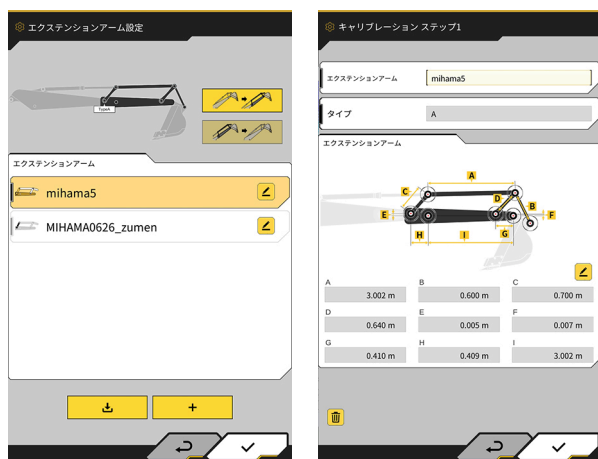 エクステンションアーム設定
TypeA
エクステンションアーム
mihama5
MIHAMA0626_zumen
キャリブレーション ステップ1
エクステンションアーム
mihama5
タイプ
A
エクステンションアーム
A
C
D
B
E
F
G
H
I
A
B
C
3.002 m
0.600 m
0.700 m
D
E
F
0.640 m
0.005 m
0.007 m
G
H
I
0.410 m
0.409 m
3.002 m